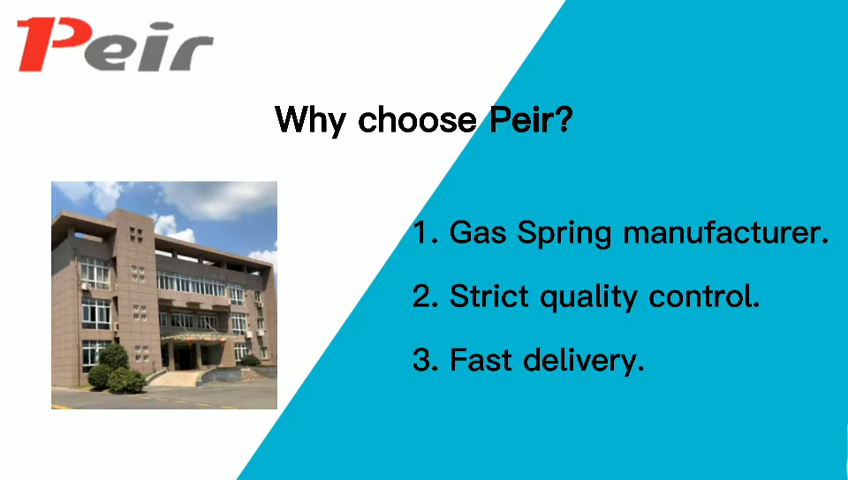 Peir
Why choose Peir?
1. Gas Spring manufacturer.
2. Strict quality control.
3. Fast delivery.